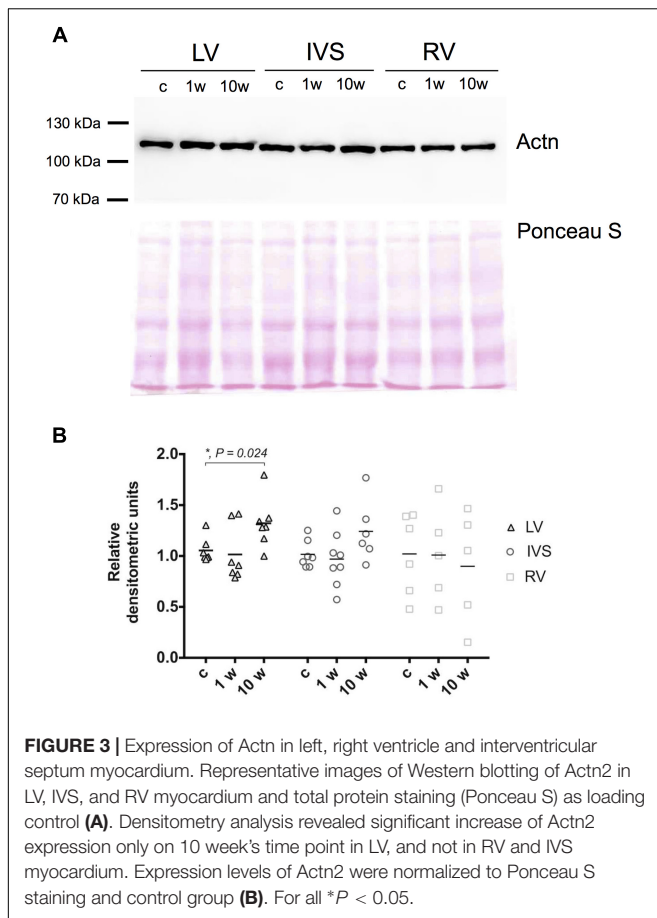 A
LV IVS RV
c 1w 10w c 1w 10w c 1w 10w
130 kDa
Actn
100 kDa
70 kDa
Ponceau S
B
*, P = 0.024
2.0
1.5
1.0
0.5
0.0
Relative
densitometric units
LV
IVS
RV
c 1 w 10 w c 1 w 10 w c 1 w 10 w
FIGURE 3 | Expression of Actn in left, right ventricle and interventricular
septum myocardium. Representative images of Western blotting of Actn2 in
LV, IVS, and RV myocardium and total protein staining (Ponceau S) as loading
control (A). Densitometry analysis revealed significant increase of Actn2
expression only on 10 week's time point in LV, and not in RV and IVS
myocardium. Expression levels of Actn2 were normalized to Ponceau S
staining and control group (B). For all *P < 0.05.